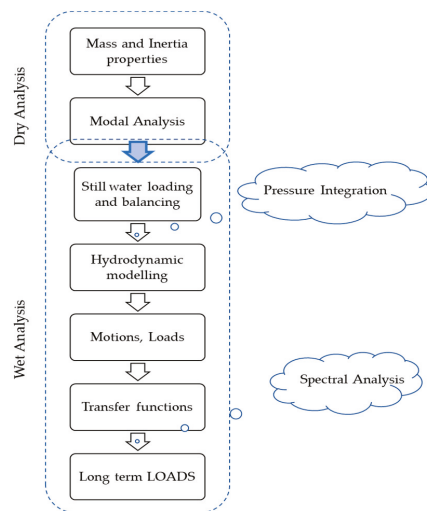 Dry Analysis
Mass and Inertia
properties
Modal Analysis
Wet Analysis
Still water loading
and balancing
Pressure Integration
Hydrodynamic
modelling
Motions, Loads
Transfer functions
Spectral Analysis
Long term LOADS